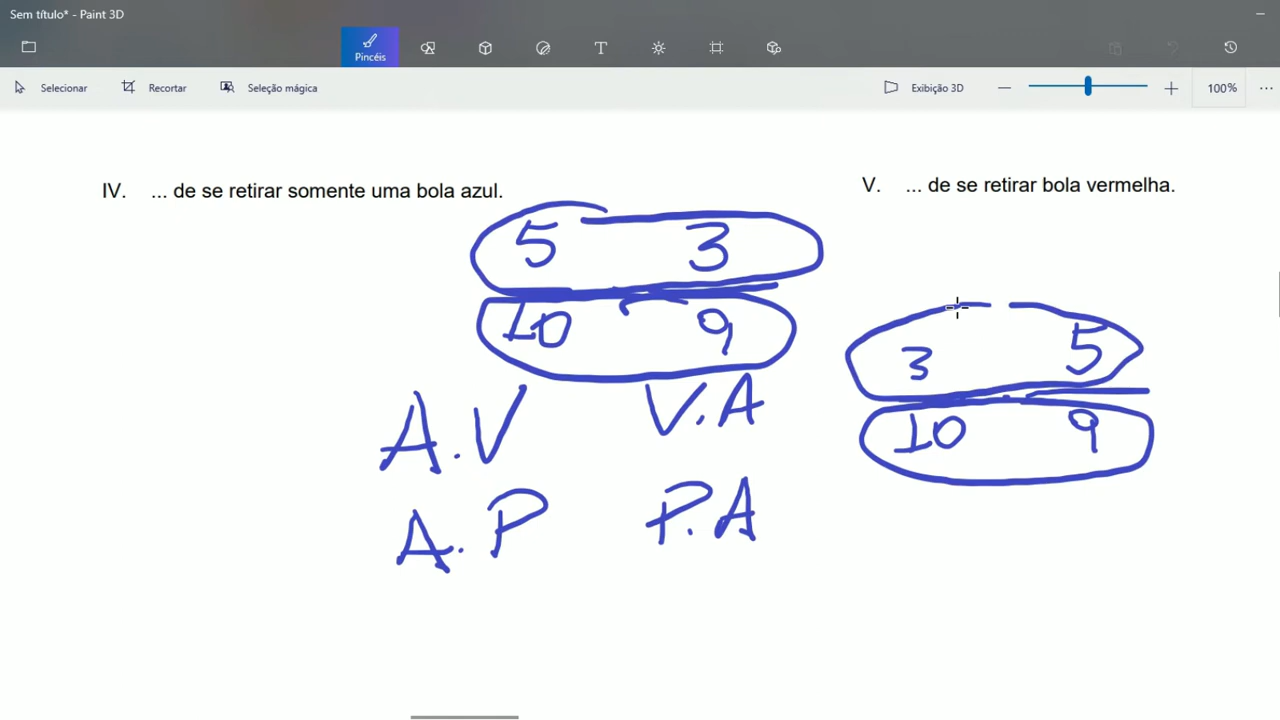 Sem título* - Paint 3D
Pincéis
Selecionar Recortar Seleção mágica Exibição 3D 100% ...
IV. ... de se retirar somente uma bola azul.
5 3
10 9
A.V V.A
A.P P.A
V. ... de se retirar bola vermelha.
3 5
10 9